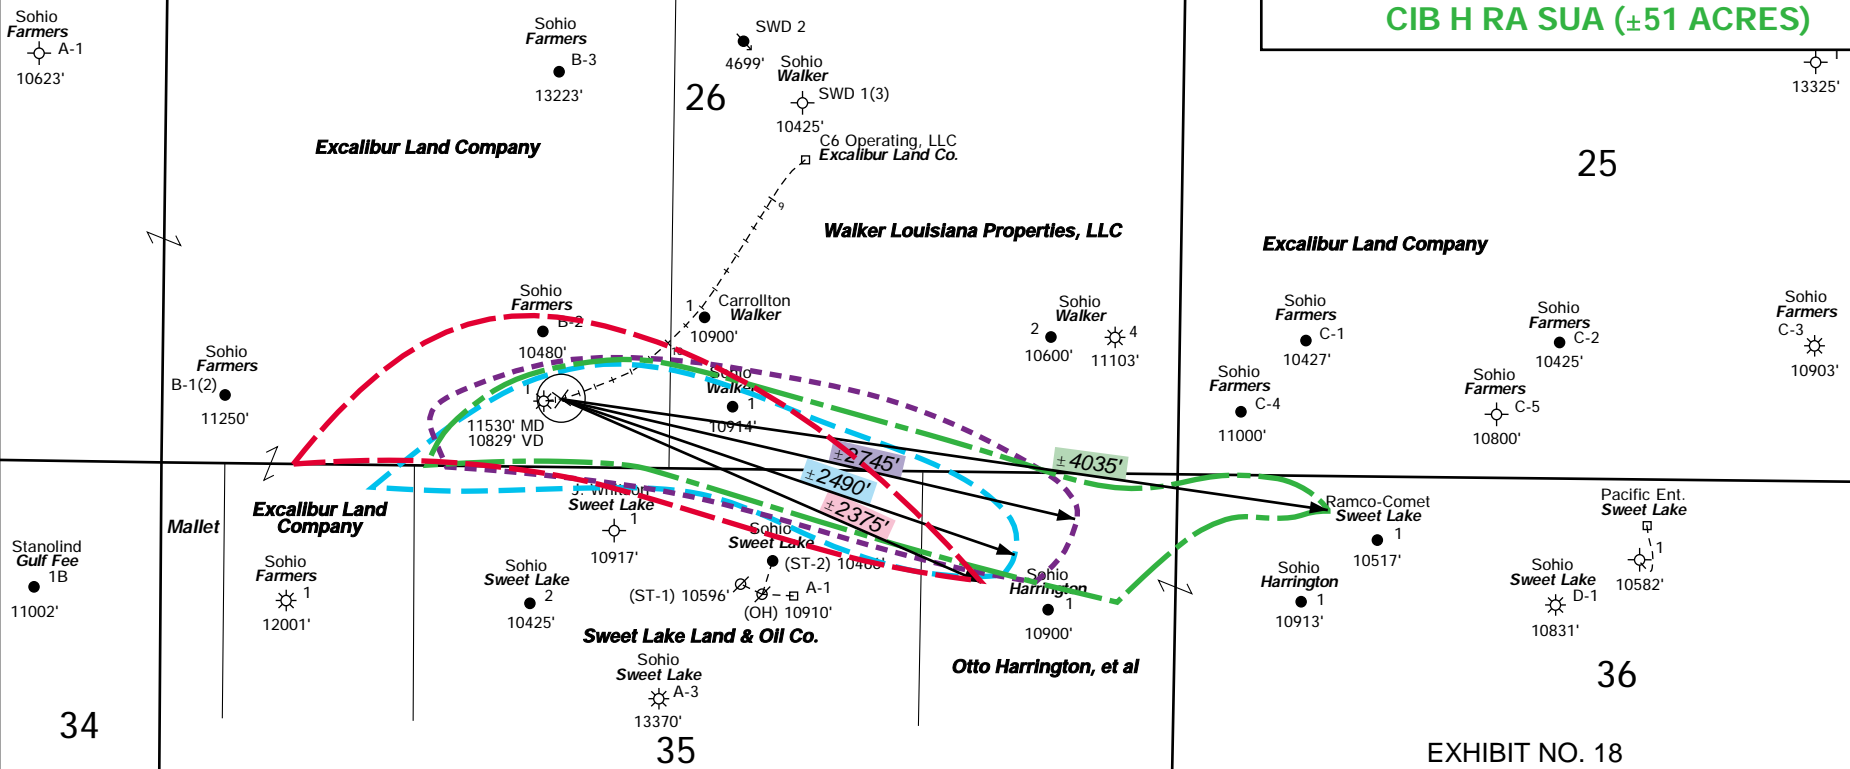 CIB H RA SUA (±51 ACRES)
Sohio
Farmers
A-1
10623'
Sohio
Farmers
B-3
13223'
SWD 2
4699'
Sohio
Walker
SWD 1(3)
10425'
1
13325'
26
C6 Operating, LLC
Excalibur Land Co.
Excalibur Land Company
25
9
Walker Louisiana Properties, LLC
Excalibur Land Company
Sohio
Farmers
B-2
10480'
1
Carrollton
Walker
10900'
Sohio
Walker
2
10600'
4
11103'
Sohio
Farmers
C-1
10427'
Sohio
Farmers
C-2
10425'
Sohio
Farmers
C-3
10903'
Sohio
Farmers
B-1(2)
11250'
1
11530' MD
10829' VD
Sohio
Walker
1
10914'
Sohio
Farmers
C-4
11000'
Sohio
Farmers
C-5
10800'
±2745'
±4035'
±2490'
±2375'
Mallet
Excalibur Land
Company
Sweet Lake
1
10917'
Ramco-Comet
Sweet Lake
1
10517'
Pacific Ent.
Sweet Lake
1
10582'
Stanolind
Gulf Fee
1B
11002'
Sohio
Farmers
1
12001'
Sohio
Sweet Lake
2
10425'
Sohio
Sweet Lake
(ST-2)
(ST-1) 10596'
A-1
(OH) 10910'
Sohio
Harrington
1
10900'
Sohio
Harrington
1
10913'
Sohio
Sweet Lake
D-1
10831'
Sweet Lake Land & Oil Co.
Otto Harrington, et al
Sohio
Sweet Lake
A-3
13370'
34
35
36
EXHIBIT NO. 18